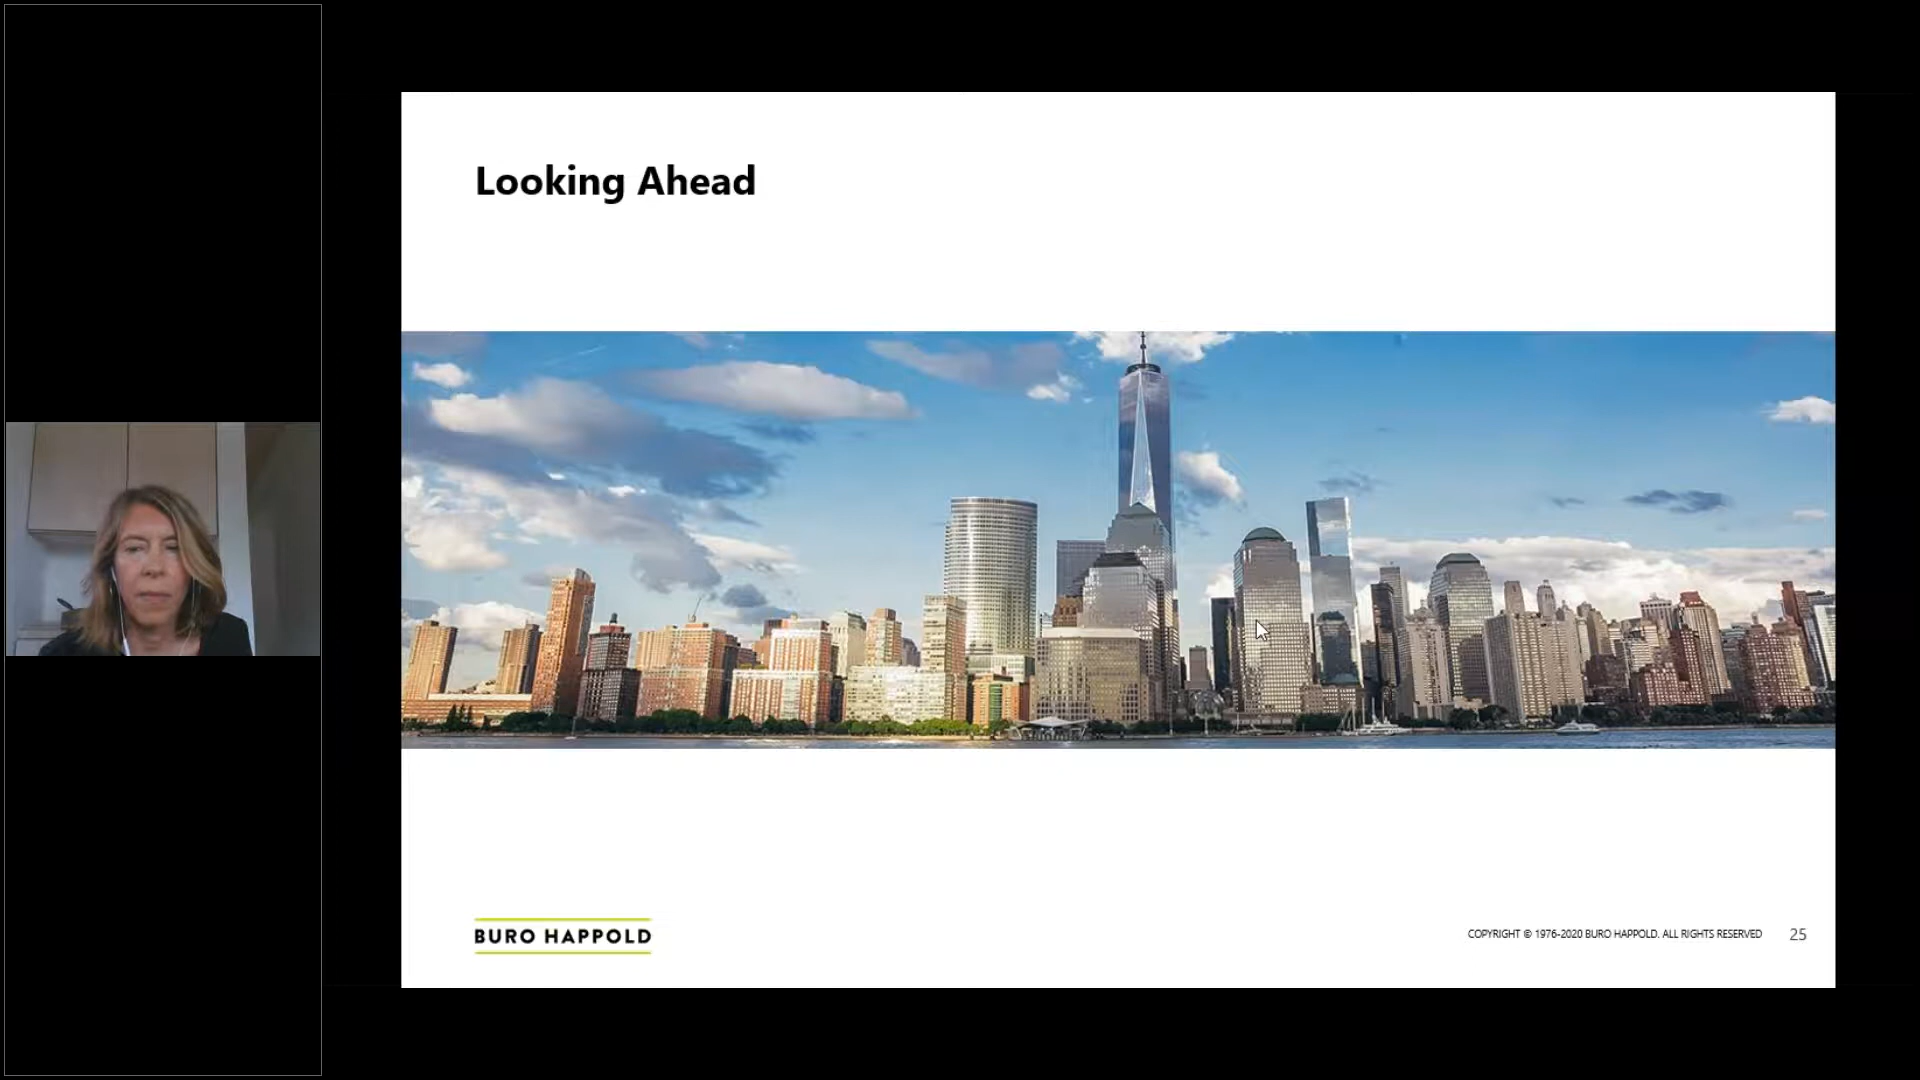 Looking Ahead
BURO HAPPOLD
COPYRIGHT © 1976-2020 BURO HAPPOLD. ALL RIGHTS RESERVED
25